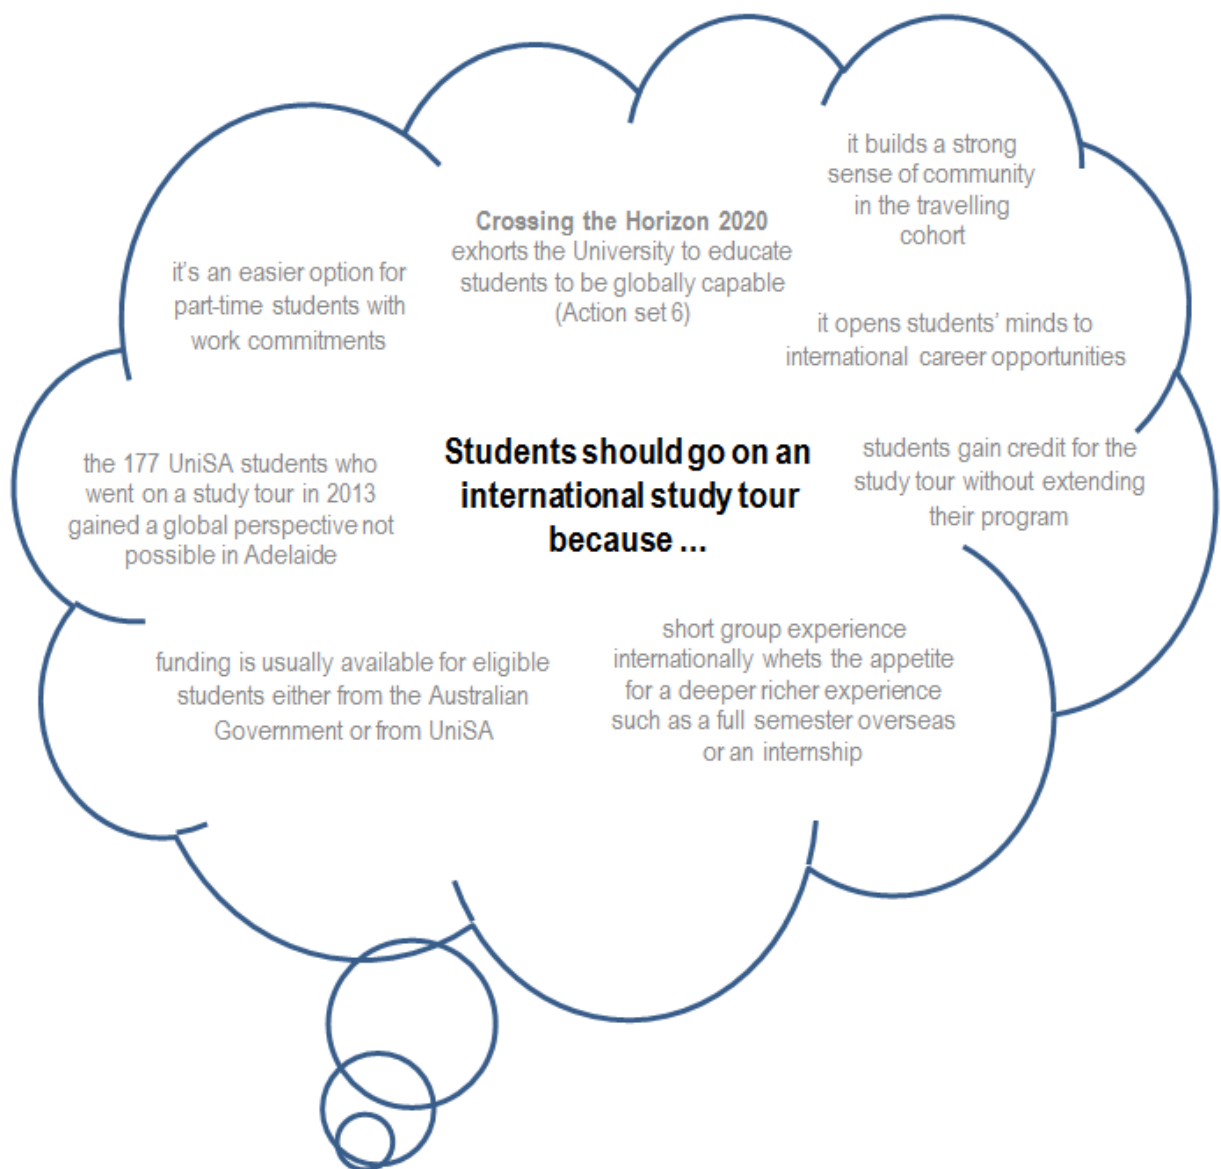 it builds a strong
sense of community
in the travelling
cohort
Crossing the Horizon 2020
exhorts the University to educate
students to be globally capable
(Action set 6)
it's an easier option for
part-time students with
work commitments
it opens students' minds to
international career opportunities
Students should go on an
international study tour
because ...
the 177 UniSA students who
went on a study tour in 2013
gained a global perspective not
possible in Adelaide
students gain credit for the
study tour without extending
their program
short group experience
internationally whets the appetite
for a deeper richer experience
such as a full semester overseas
or an internship
funding is usually available for eligible
students either from the Australian
Government or from UniSA